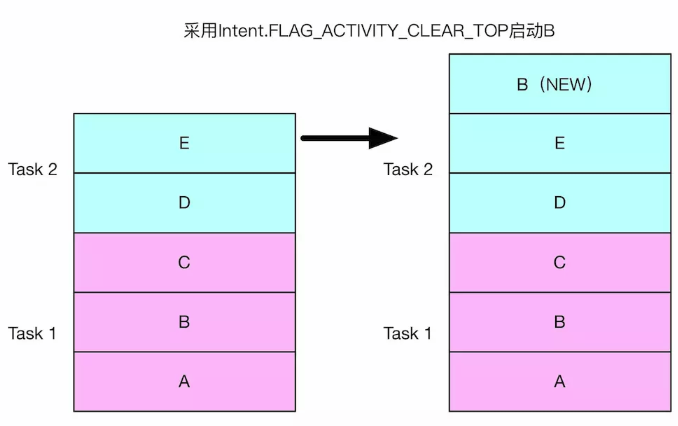 采用Intent.FLAG_ACTIVITY_CLEAR_TOP启动B
Task 2
E
D
C
Task 1
B
A
B（NEW）
E
Task 2
D
C
B
Task 1
A